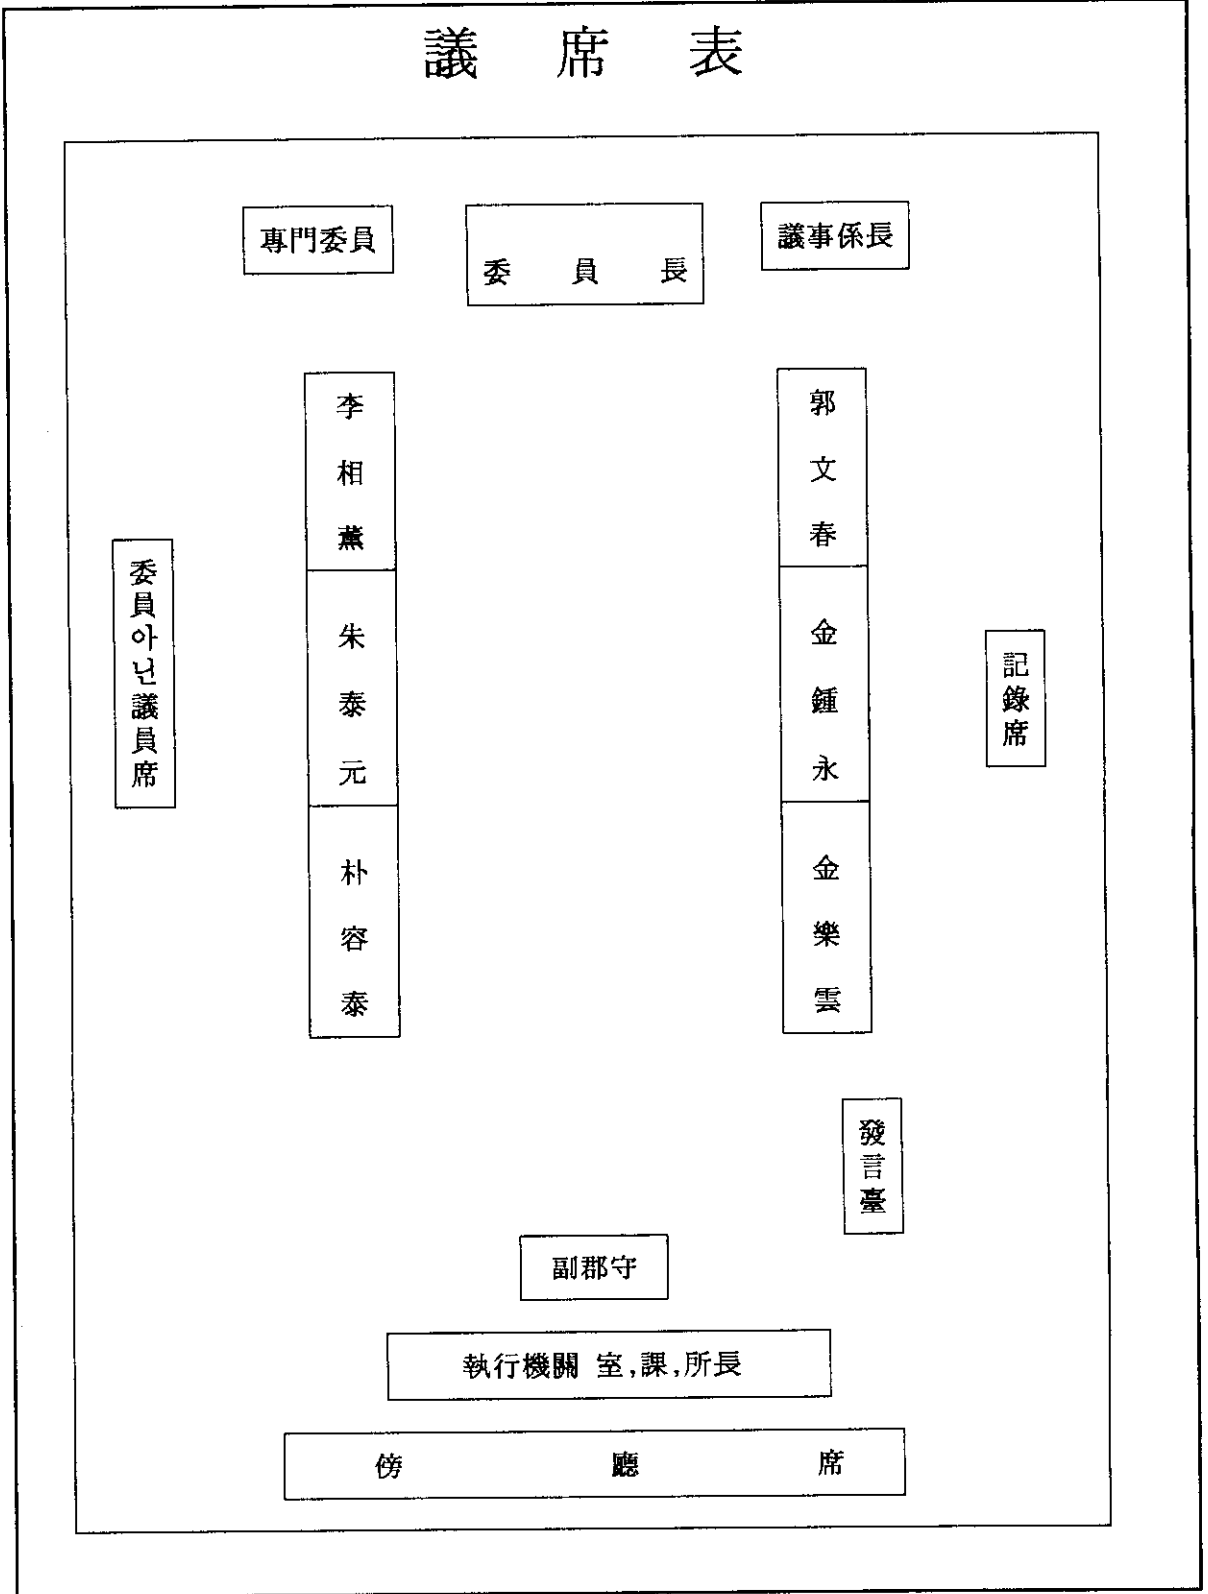 議席表
專門委員
委員長
議事係長
李相薰
朱泰元
朴容泰
郭文春
金鍾永
金樂雲
委員아닌議員席
記錄席
發言臺
副郡守
執行機關 室,課,所長
傍廳席